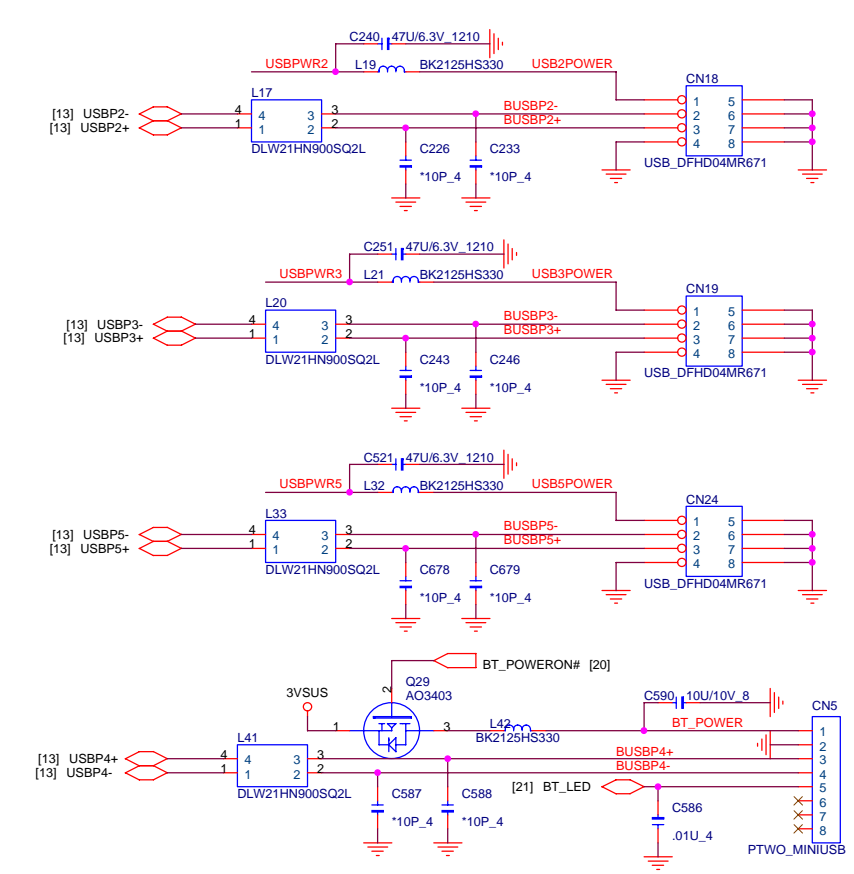 C240 47U/6.3V_1210
USBPWR2 L19 BK2125HS330 USB2POWER
CN18
L17
[13] USBP2- 4 4 3 3 BUSBP2- 1 5
[13] USBP2+ 1 1 2 2 BUSBP2+ 2 6
3 7
4 8
DLW21HN900SQ2L C226 C233 USB_DFHD04MR671
*10P_4 *10P_4
C251 47U/6.3V_1210
USBPWR3 L21 BK2125HS330 USB3POWER
CN19
L20
[13] USBP3- 4 4 3 3 BUSBP3- 1 5
[13] USBP3+ 1 1 2 2 BUSBP3+ 2 6
3 7
4 8
DLW21HN900SQ2L C243 C246 USB_DFHD04MR671
*10P_4 *10P_4
C521 47U/6.3V_1210
USBPWR5 L32 BK2125HS330 USB5POWER
CN24
L33
[13] USBP5- 4 4 3 3 BUSBP5- 1 5
[13] USBP5+ 1 1 2 2 BUSBP5+ 2 6
3 7
4 8
DLW21HN900SQ2L C678 C679 USB_DFHD04MR671
*10P_4 *10P_4
BT_POWERON# [20]
Q29
AO3403
2
3VSUS C590 10U/10V_8
CN5
1 3 L42 BT_POWER 1
BK2125HS330
L41 2
[13] USBP4+ 4 4 3 3 BUSBP4+ 3
[13] USBP4- 1 1 2 2 BUSBP4- 4
DLW21HN900SQ2L C587 C588 [21] BT_LED 5
*10P_4 *10P_4 C586 6
7
.01U_4 8
PTWO_MINIUSB